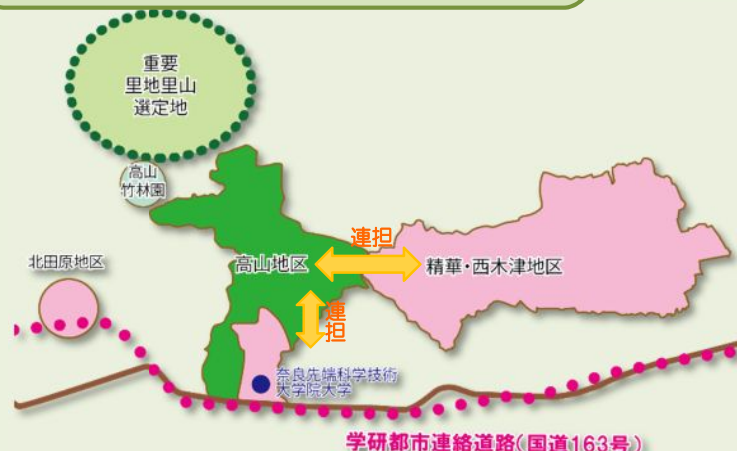 重要
里地里山
選定地
高山
竹林園
連担
北田原地区
高山地区
精華・西木津地区
連
担
奈良先端科学技術
大学院大学
学研都市連絡道路(国道163号)